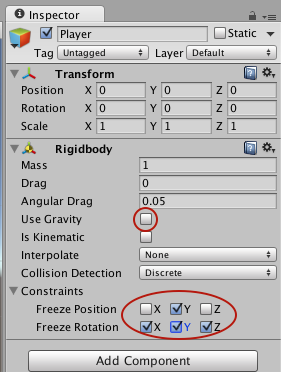 Inspector
Player Static
Tag Untagged Layer Default
Transform
Position X 0 Y 0 Z 0
Rotation X 0 Y 0 Z 0
Scale X 1 Y 1 Z 1
Rigidbody
Mass 1
Drag 0
Angular Drag 0.05
Use Gravity
Is Kinematic
Interpolate None
Collision Detection Discrete
Constraints
Freeze Position X Y Z
Freeze Rotation X Y Z
Add Component